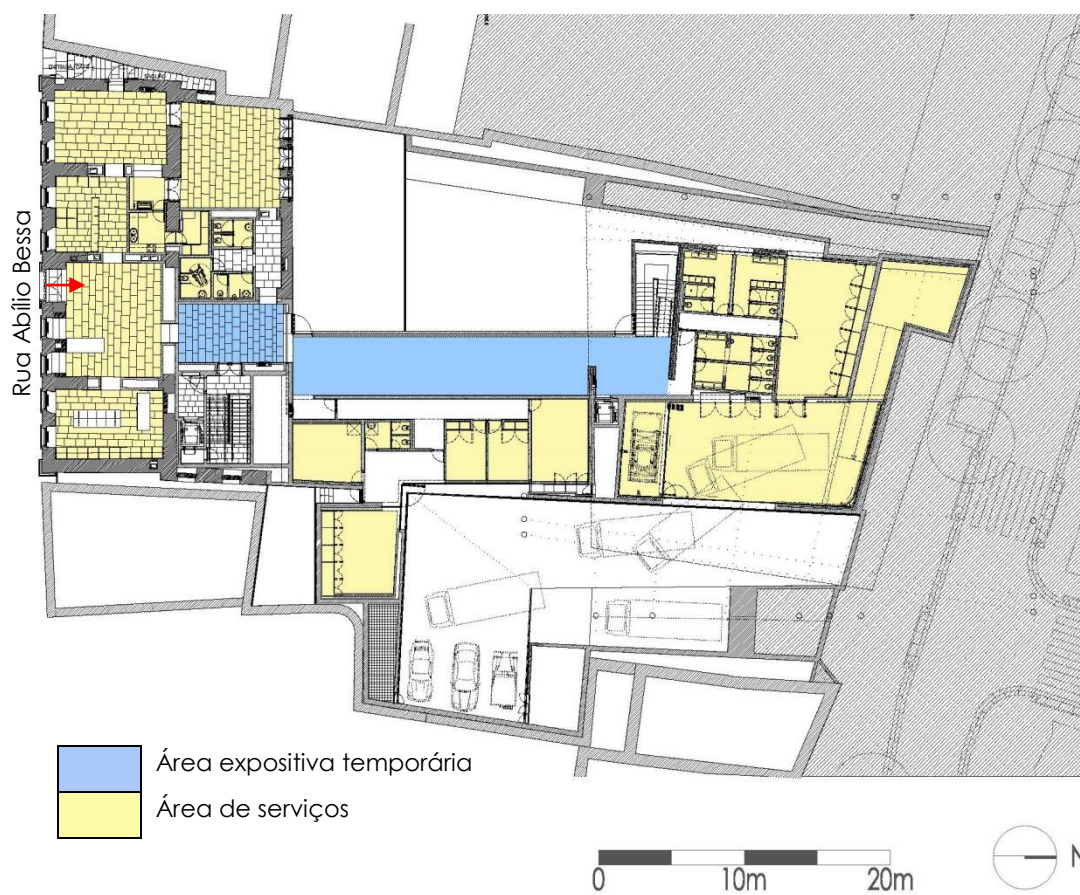 Rua Abílio Bessa
Área expositiva temporária
Área de serviços
0 10m 20m
N